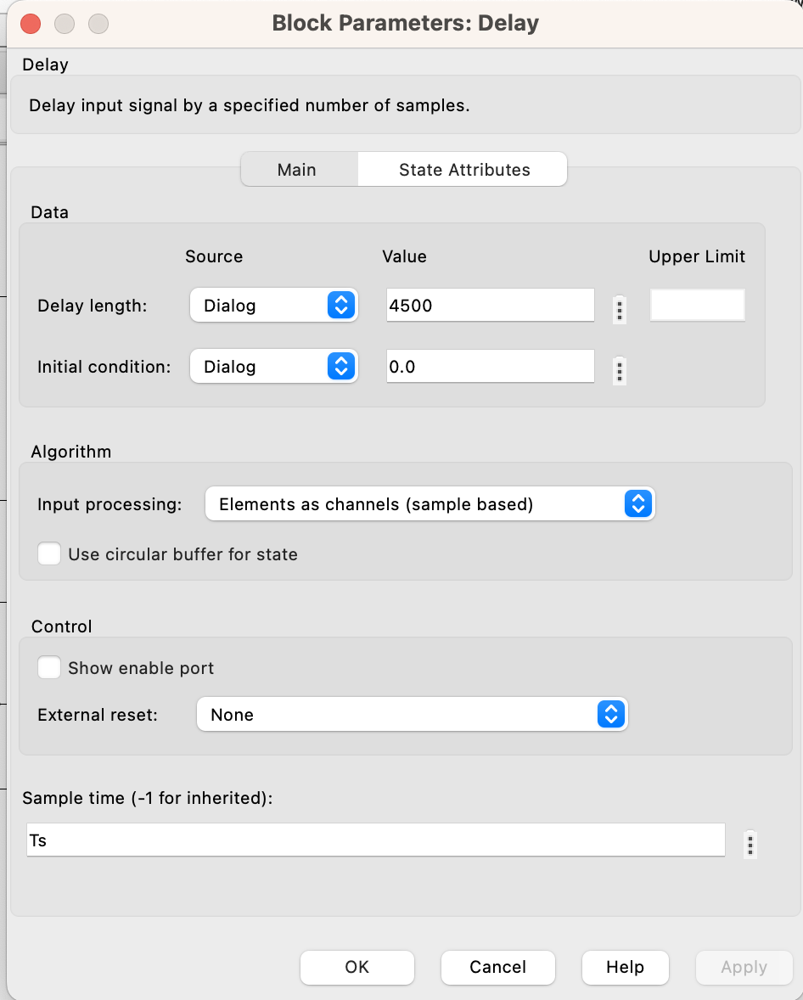 Block Parameters: Delay
Delay
Delay input signal by a specified number of samples.
Main State Attributes
Data
Source Value Upper Limit
Delay length: Dialog 4500
Initial condition: Dialog 0.0
Algorithm
Input processing: Elements as channels (sample based)
Use circular buffer for state
Control
Show enable port
External reset: None
Sample time (-1 for inherited):
Ts
OK Cancel Help Apply